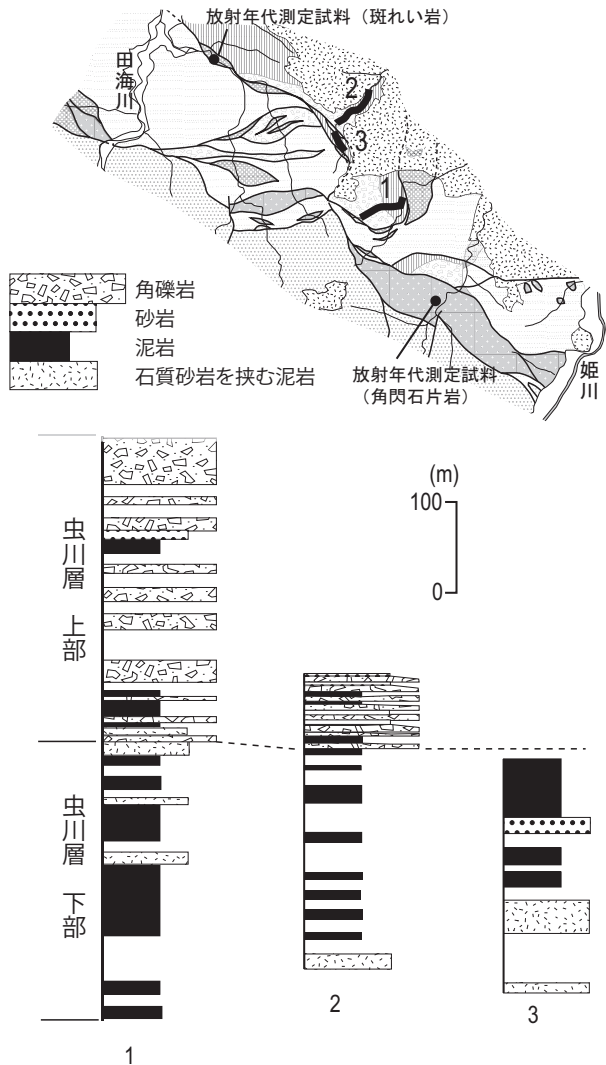 放射年代測定試料（斑れい岩）
田海川
2
3
1
角礫岩
砂岩
泥岩
石質砂岩を挟む泥岩
放射年代測定試料
（角閃石片岩）
姫川
(m)
100
0
虫川層 上部
虫川層 下部
1
2
3